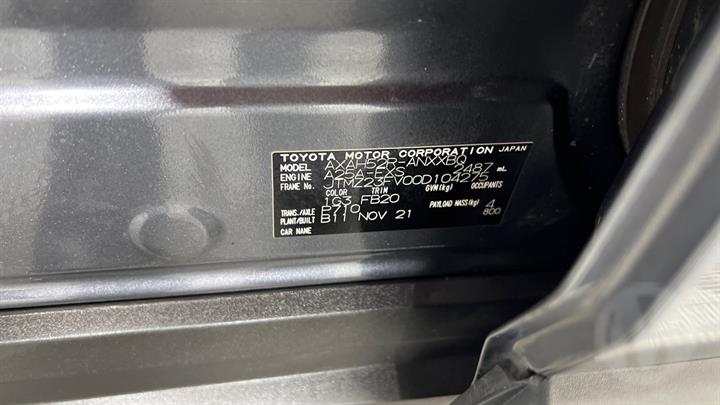 TOYOTA MOTOR CORPORATION JAPAN
MODEL AXAH52R-ANXXBQ
ENGINE A25A-FXS 2487 mL
FRAME No. JTMZ23FV00D104275
COLOR TRIM GVM(kg) OCCUPANTS
1G3 FB20 4
TRANS./AXLE P710 PAYLOAD MASS(kg) 800
PLANT/BUILT B11 NOV 21
CAR NAME